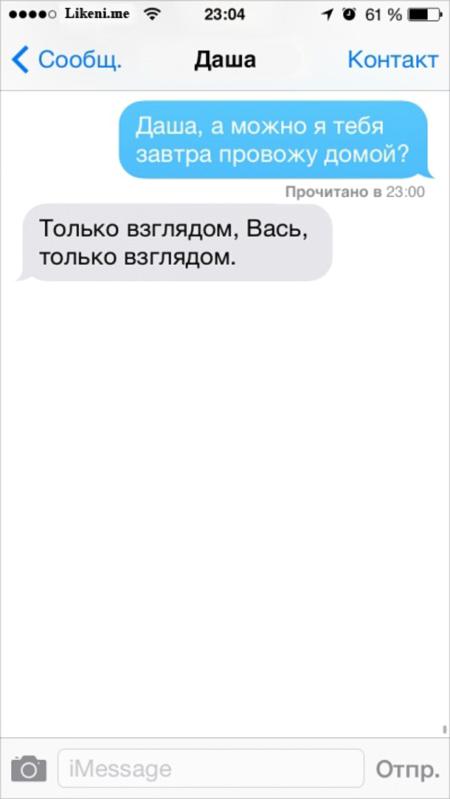 Likeni.me 23:04 61 %
Сообщ. Даша Контакт
Даша, а можно я тебя
завтра провожу домой?
Прочитано в 23:00
Только взглядом, Вась,
только взглядом.
iMessage Отпр.